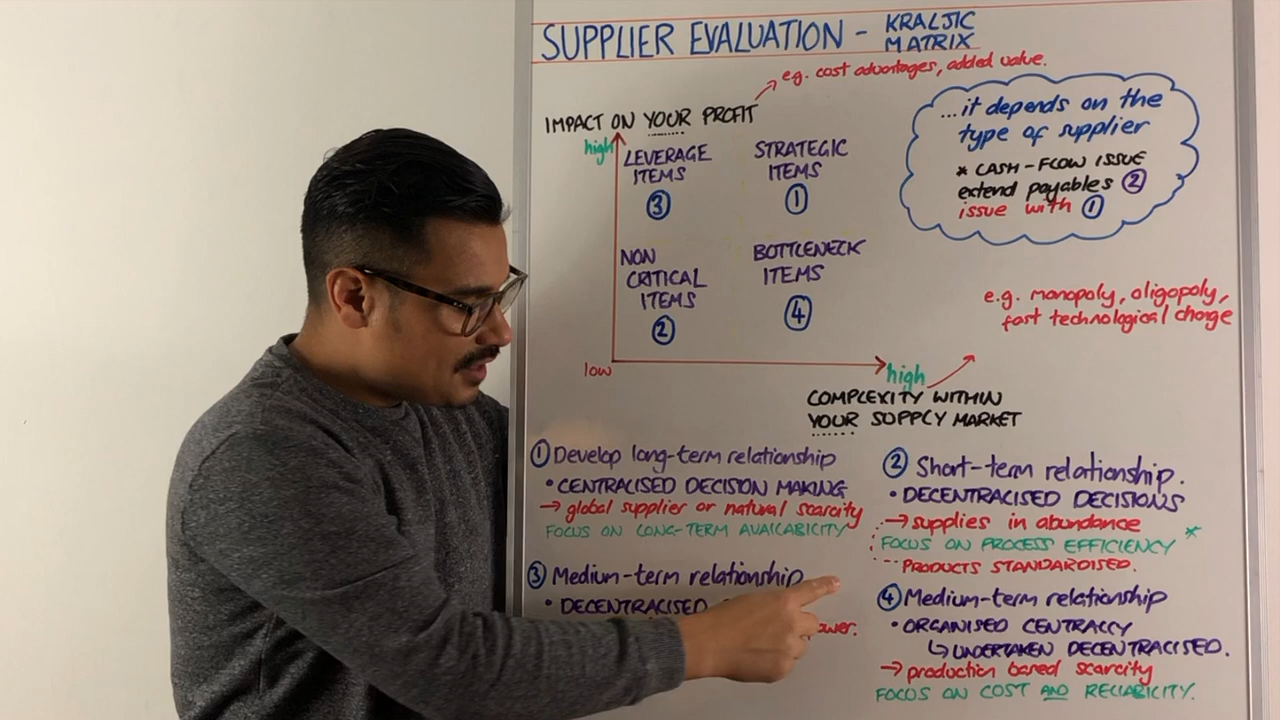 SUPPLIER EVALUATION - KRALJIC MATRIX
e.g. cost advantages, added value.
IMPACT ON YOUR PROFIT
high
LEVERAGE ITEMS
3
STRATEGIC ITEMS
1
NON CRITICAL ITEMS
2
BOTTLENECK ITEMS
4
low
high
COMPLEXITY WITHIN
YOUR SUPPLY MARKET
...it depends on the
type of supplier
* CASH-FLOW ISSUE
extend payables 2
issue with 1
e.g. monopoly, oligopoly,
fast technological change
1 Develop long-term relationship
• CENTRALISED DECISION MAKING
→ global supplier or natural scarcity
FOCUS ON LONG-TERM AVAILABILITY
2 Short-term relationship.
• DECENTRACISED DECISIONS
→ supplies in abundance
FOCUS ON PROCESS EFFICIENCY *
PRODUCTS STANDARDISED.
3 Medium-term relationship
• DECENTRACISED
4 Medium-term relationship
• ORGANISED CENTRALLY
↳ UNDERTAKEN DECENTRACISED.
→ production based scarcity
FOCUS ON COST AND RELIABILITY.